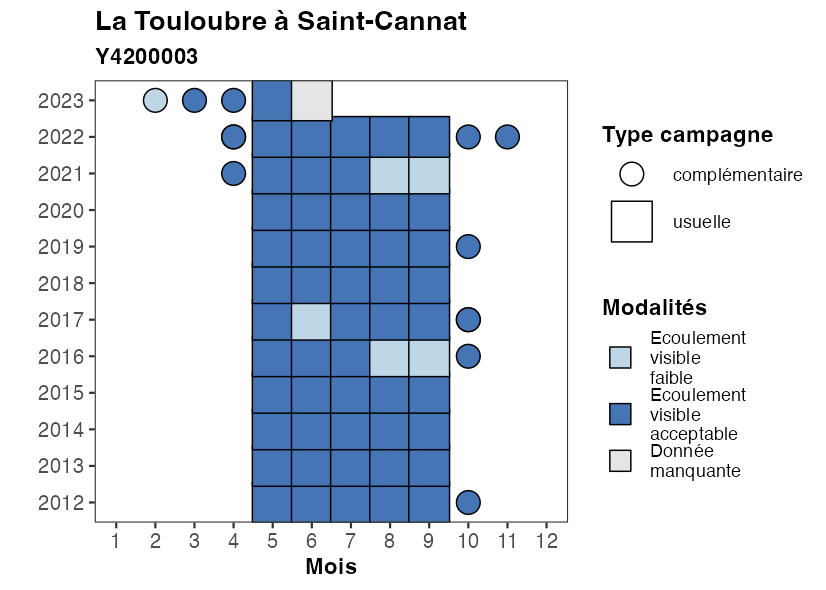 La Touloubre à Saint-Cannat
Y4200003
2023
2022
2021
2020
2019
2018
2017
2016
2015
2014
2013
2012
1 2 3 4 5 6 7 8 9 10 11 12
Mois
Type campagne
complémentaire
usuelle
Modalités
Ecoulement
visible
faible
Ecoulement
visible
acceptable
Donnée
manquante